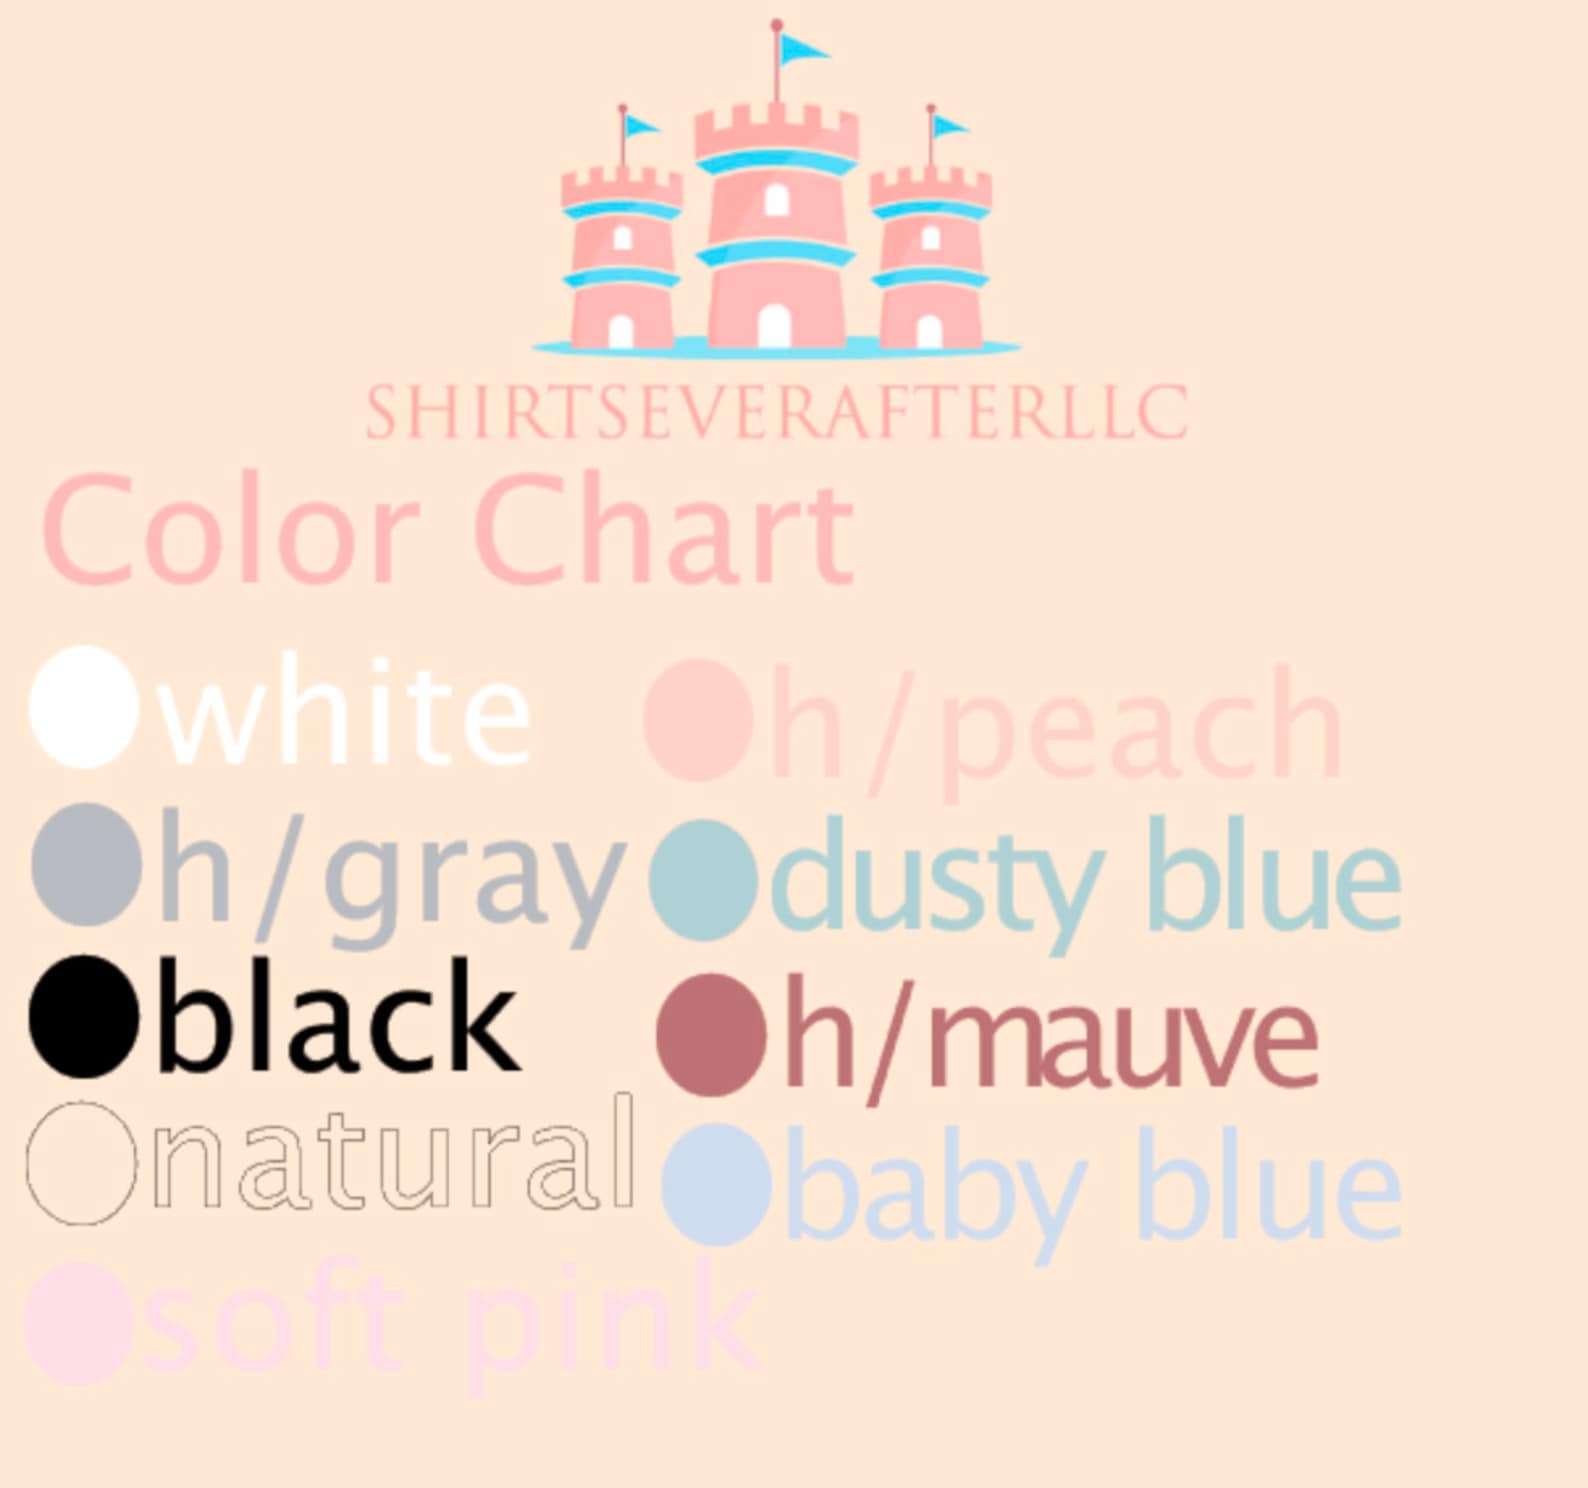 SHIRTSEVERAFTERLLC
Color Chart
white
h/gray
black
natural
soft pink
h/peach
dusty blue
h/mauve
baby blue